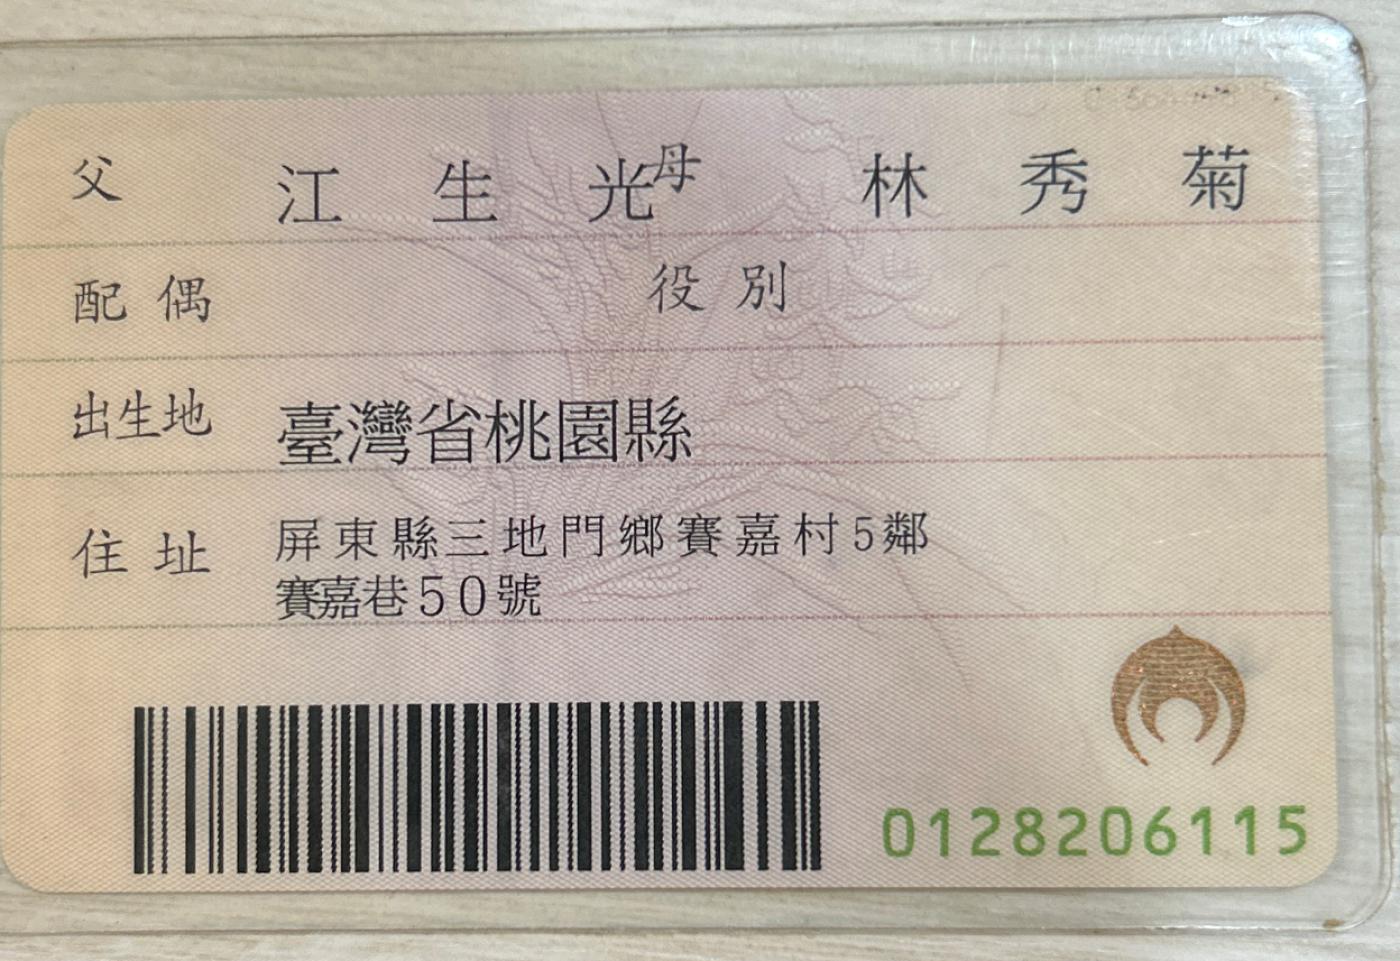 父 江生光 母 林秀菊
配偶 役別
出生地 臺灣省桃園縣
住址 屏東縣三地門鄉賽嘉村5鄰
賽嘉巷50號
0128206115